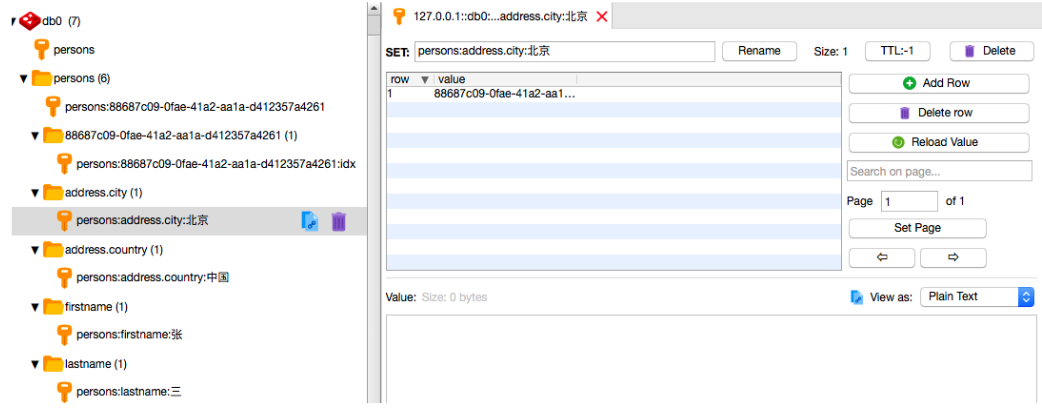 db0 (7)
persons
persons (6)
persons:88687c09-0fae-41a2-aa1a-d412357a4261
88687c09-0fae-41a2-aa1a-d412357a4261 (1)
persons:88687c09-0fae-41a2-aa1a-d412357a4261:idx
address.city (1)
persons:address.city:北京
address.country (1)
persons:address.country:中国
firstname (1)
persons:firstname:张
lastname (1)
persons:lastname:三
127.0.0.1::db0:...address.city:北京
SET: persons:address.city:北京 Rename Size: 1 TTL:-1 Delete
row value
1 88687c09-0fae-41a2-aa1...
Add Row
Delete row
Reload Value
Search on page...
Page 1 of 1
Set Page
Value: Size: 0 bytes View as: Plain Text